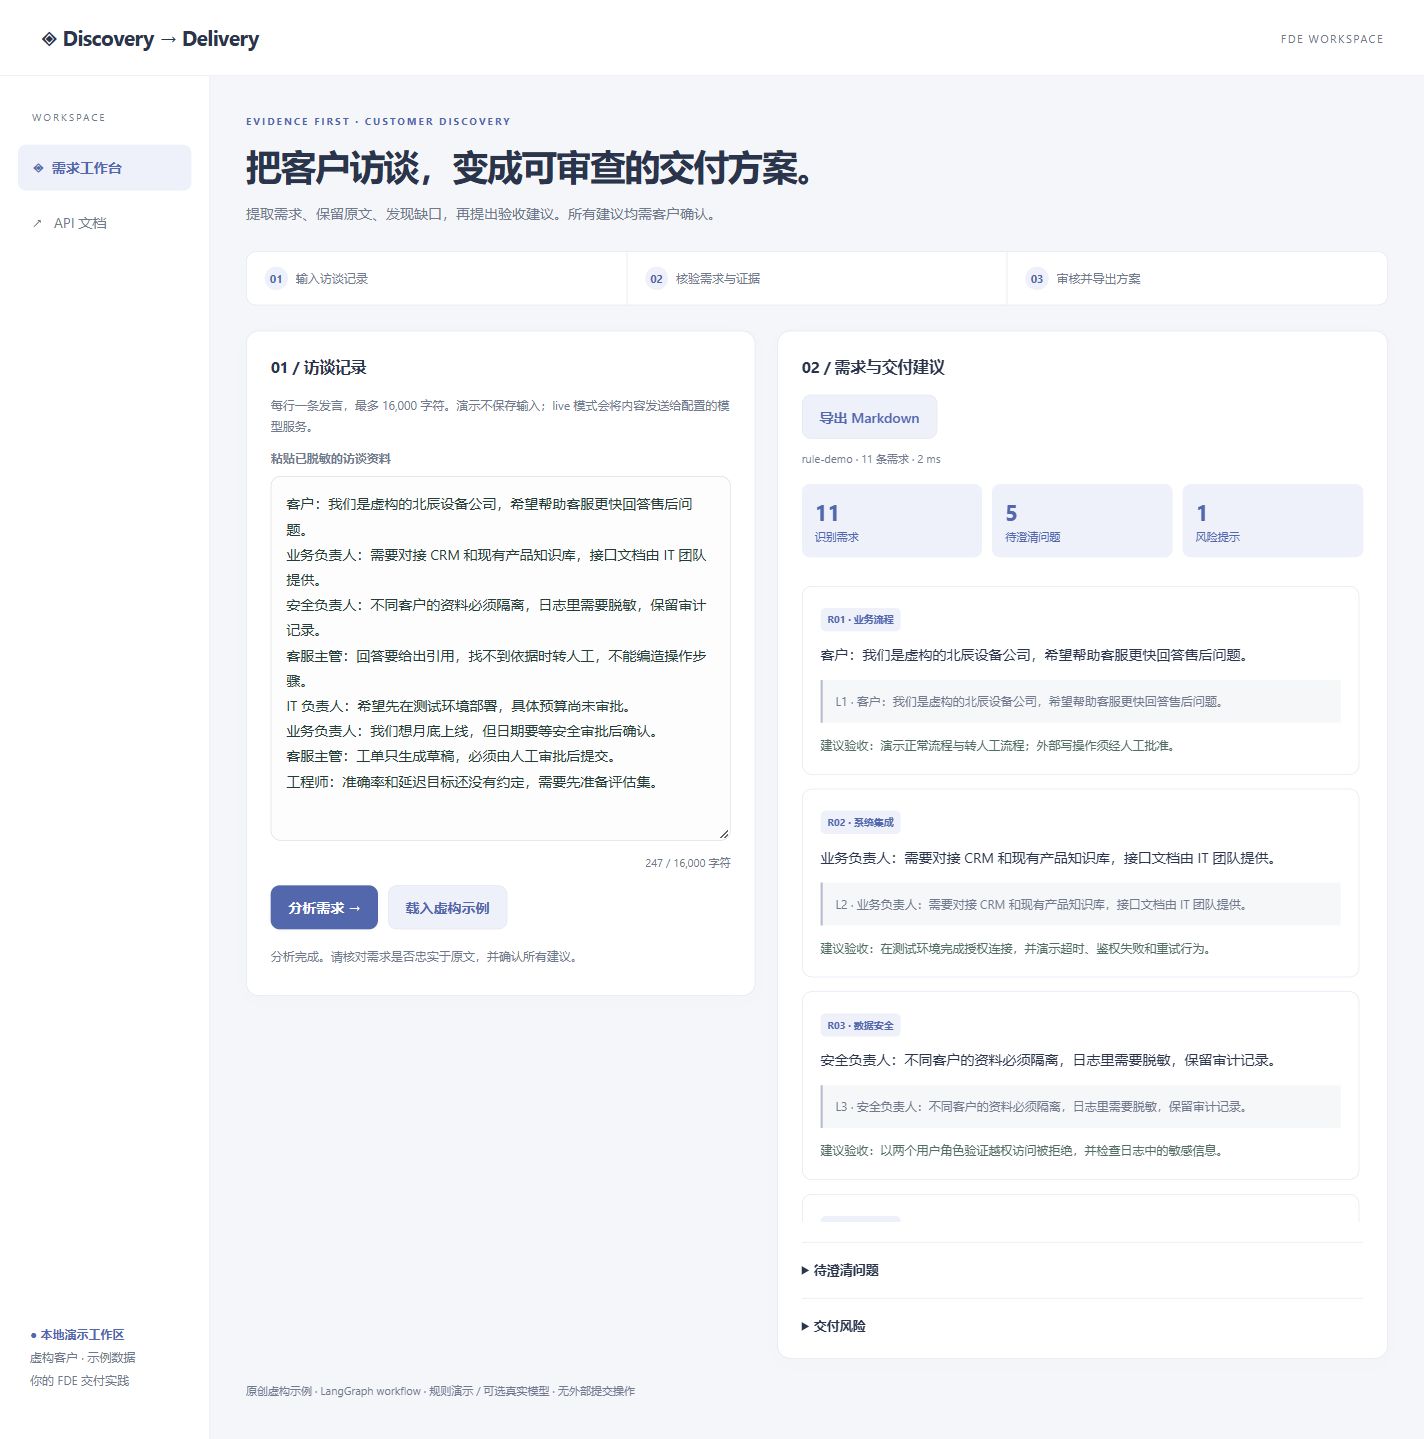 ◈ Discovery → Delivery
FDE WORKSPACE
WORKSPACE
◈ 需求工作台
↗ API 文档
EVIDENCE FIRST · CUSTOMER DISCOVERY
把客户访谈，变成可审查的交付方案。
提取需求、保留原文、发现缺口，再提出验收建议。所有建议均需客户确认。
01 输入访谈记录
02 核验需求与证据
03 审核并导出方案
01 / 访谈记录
每行一条发言，最多 16,000 字符。演示不保存输入；live 模式会将内容发送给配置的模
型服务。
粘贴已脱敏的访谈资料
客户：我们是虚构的北辰设备公司，希望帮助客服更快回答售后问
题。
业务负责人：需要对接 CRM 和现有产品知识库，接口文档由 IT 团队
提供。
安全负责人：不同客户的资料必须隔离，日志里需要脱敏，保留审计
记录。
客服主管：回答要给出引用，找不到依据时转人工，不能编造操作步
骤。
IT 负责人：希望先在测试环境部署，具体预算尚未审批。
业务负责人：我们想月底上线，但日期要等安全审批后确认。
客服主管：工单只生成草稿，必须由人工审批后提交。
工程师：准确率和延迟目标还没有约定，需要先准备评估集。
247 / 16,000 字符
分析需求 →
载入虚构示例
分析完成。请核对需求是否忠实于原文，并确认所有建议。
02 / 需求与交付建议
导出 Markdown
rule-demo · 11 条需求 · 2 ms
11
识别需求
5
待澄清问题
1
风险提示
R01 · 业务流程
客户：我们是虚构的北辰设备公司，希望帮助客服更快回答售后问题。
L1 · 客户：我们是虚构的北辰设备公司，希望帮助客服更快回答售后问题。
建议验收：演示正常流程与转人工流程；外部写操作须经人工批准。
R02 · 系统集成
业务负责人：需要对接 CRM 和现有产品知识库，接口文档由 IT 团队提供。
L2 · 业务负责人：需要对接 CRM 和现有产品知识库，接口文档由 IT 团队提供。
建议验收：在测试环境完成授权连接，并演示超时、鉴权失败和重试行为。
R03 · 数据安全
安全负责人：不同客户的资料必须隔离，日志里需要脱敏，保留审计记录。
L3 · 安全负责人：不同客户的资料必须隔离，日志里需要脱敏，保留审计记录。
建议验收：以两个用户角色验证越权访问被拒绝，并检查日志中的敏感信息。
▶ 待澄清问题
▶ 交付风险
● 本地演示工作区
虚构客户 · 示例数据
你的 FDE 交付实践
原创虚构示例 · LangGraph workflow · 规则演示 / 可选真实模型 · 无外部提交操作